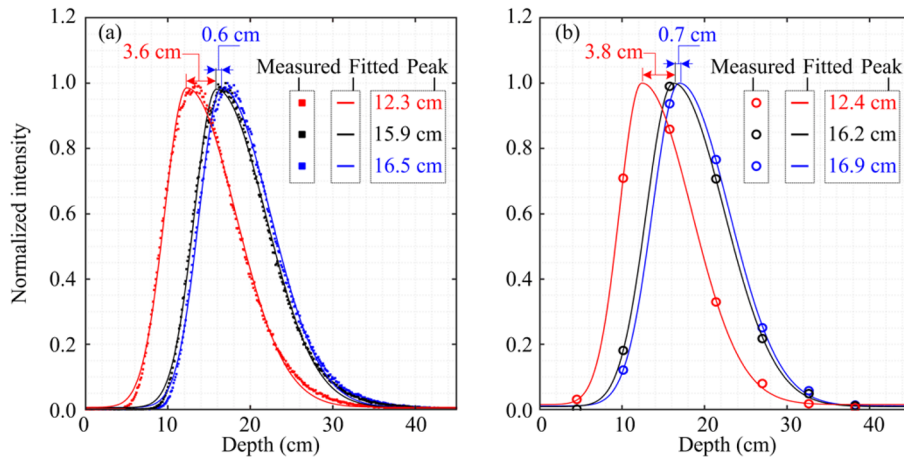 (a)
3.6 cm
0.6 cm
Measured Fitted Peak
12.3 cm
15.9 cm
16.5 cm
Normalized intensity
1.2
1.0
0.8
0.6
0.4
0.2
0.0
0 10 20 30 40
Depth (cm)
(b)
3.8 cm
0.7 cm
Measured Fitted Peak
12.4 cm
16.2 cm
16.9 cm
1.2
1.0
0.8
0.6
0.4
0.2
0.0
0 10 20 30 40
Depth (cm)